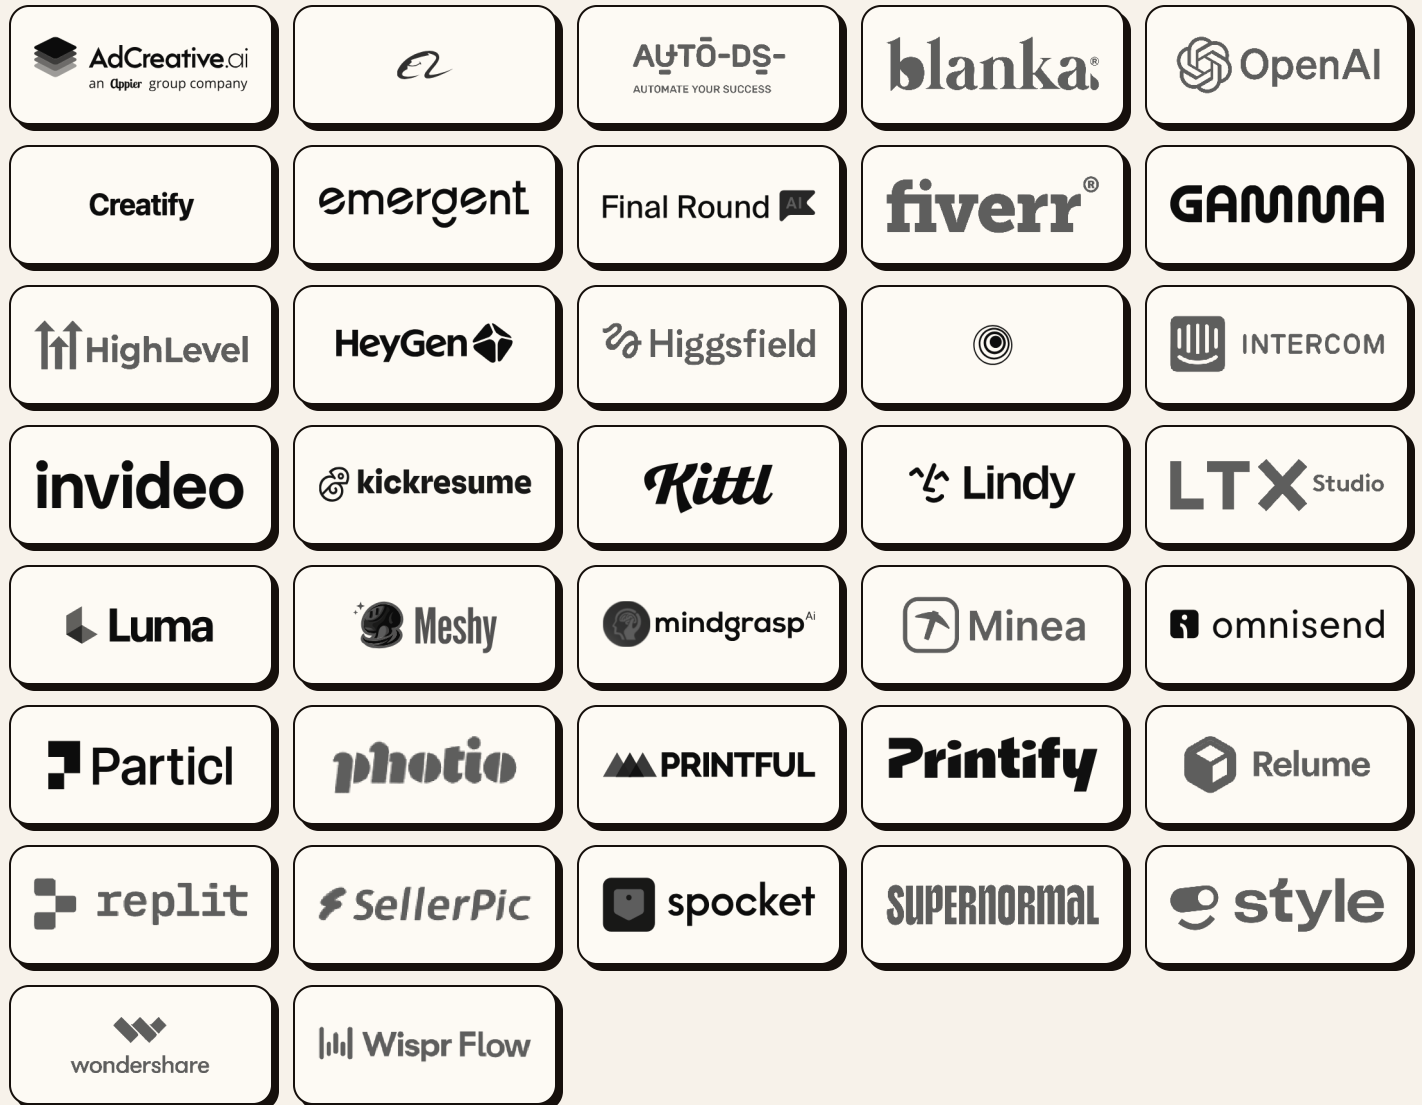 AdCreative.ai
an Appier group company
AUTO-DS-
AUTOMATE YOUR SUCCESS
blanka®
OpenAI
Creatify
emergent
Final Round AI
fiverr®
GAMMA
HighLevel
HeyGen
Higgsfield
INTERCOM
invideo
kickresume
Kittl
Lindy
LTX Studio
Luma
Meshy
mindgrasp Ai
Minea
omnisend
Particl
photio
PRINTFUL
Printify
Relume
replit
SellerPic
spocket
SUPERNORMAL
style
wondershare
Wispr Flow